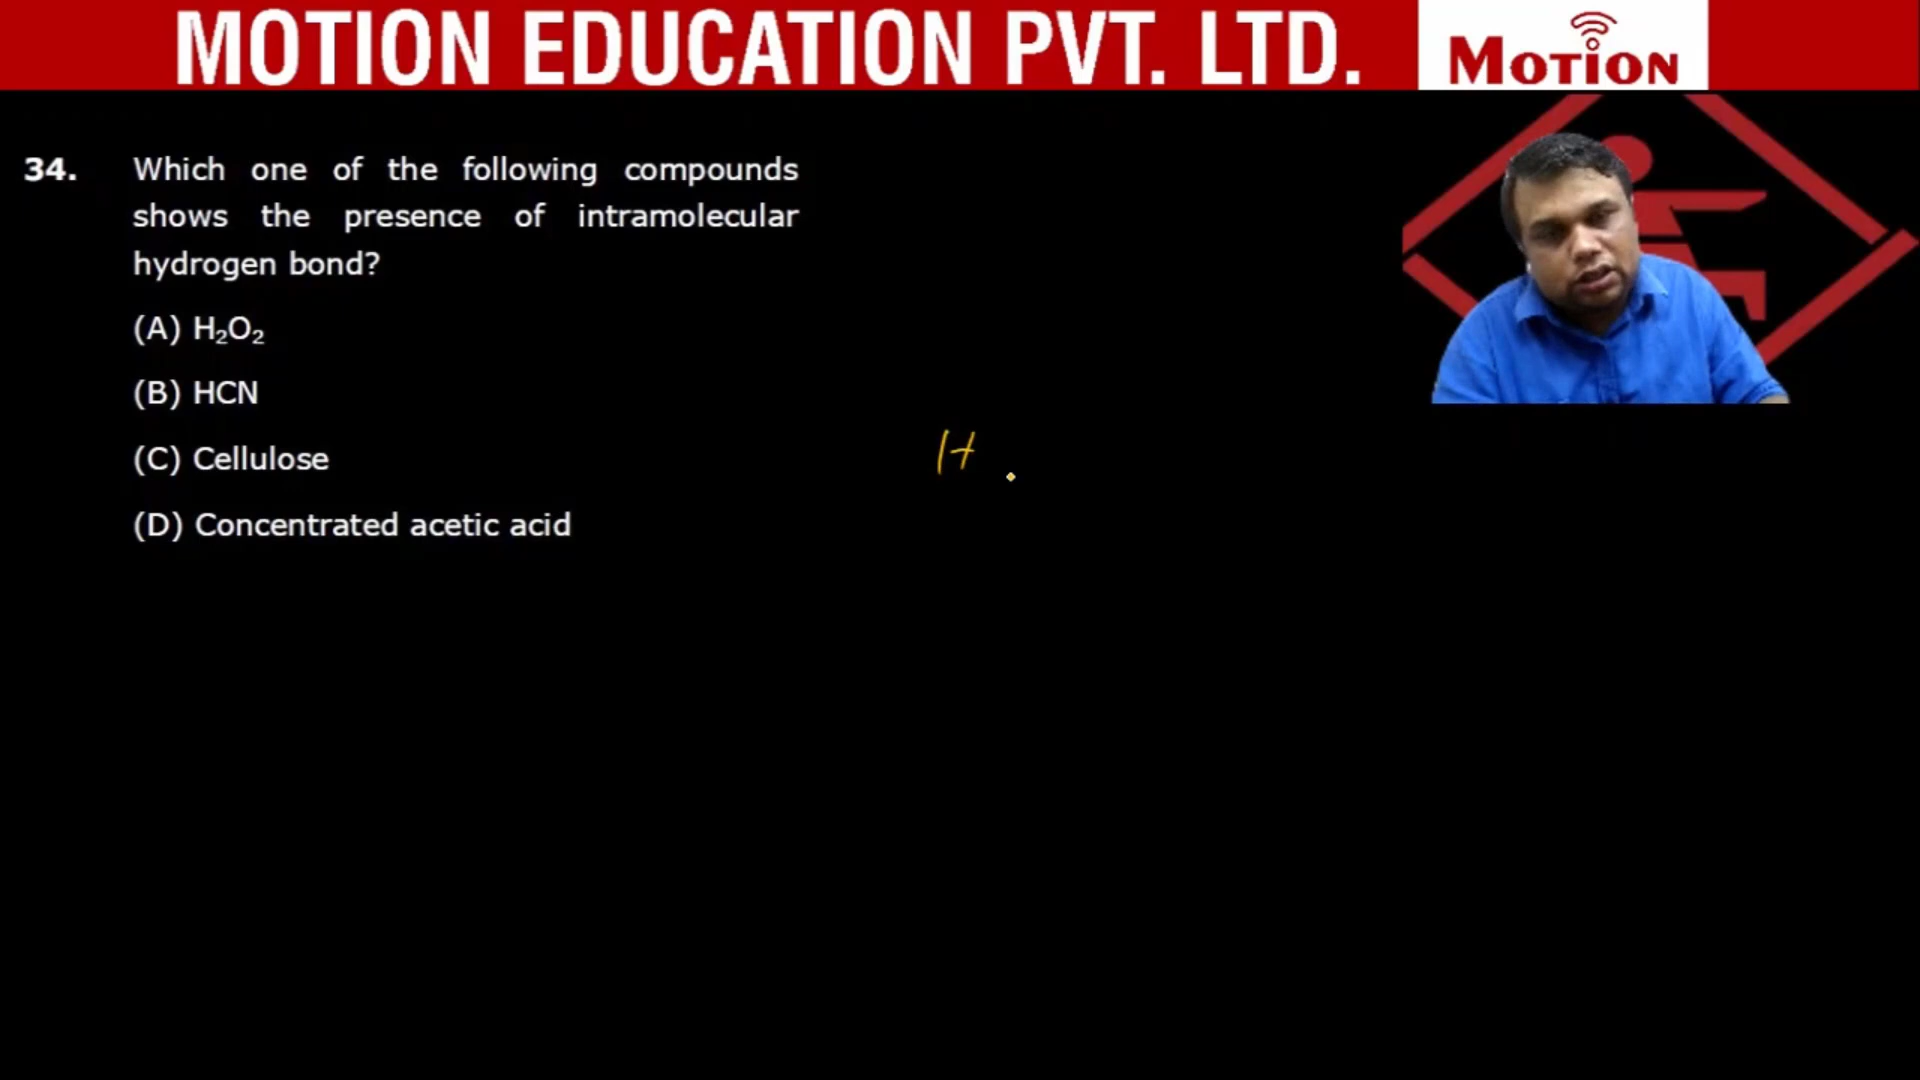 MOTION EDUCATION PVT. LTD.
MOTION
34. Which one of the following compounds
shows the presence of intramolecular
hydrogen bond?
(A) H₂O₂
(B) HCN
(C) Cellulose
(D) Concentrated acetic acid
H